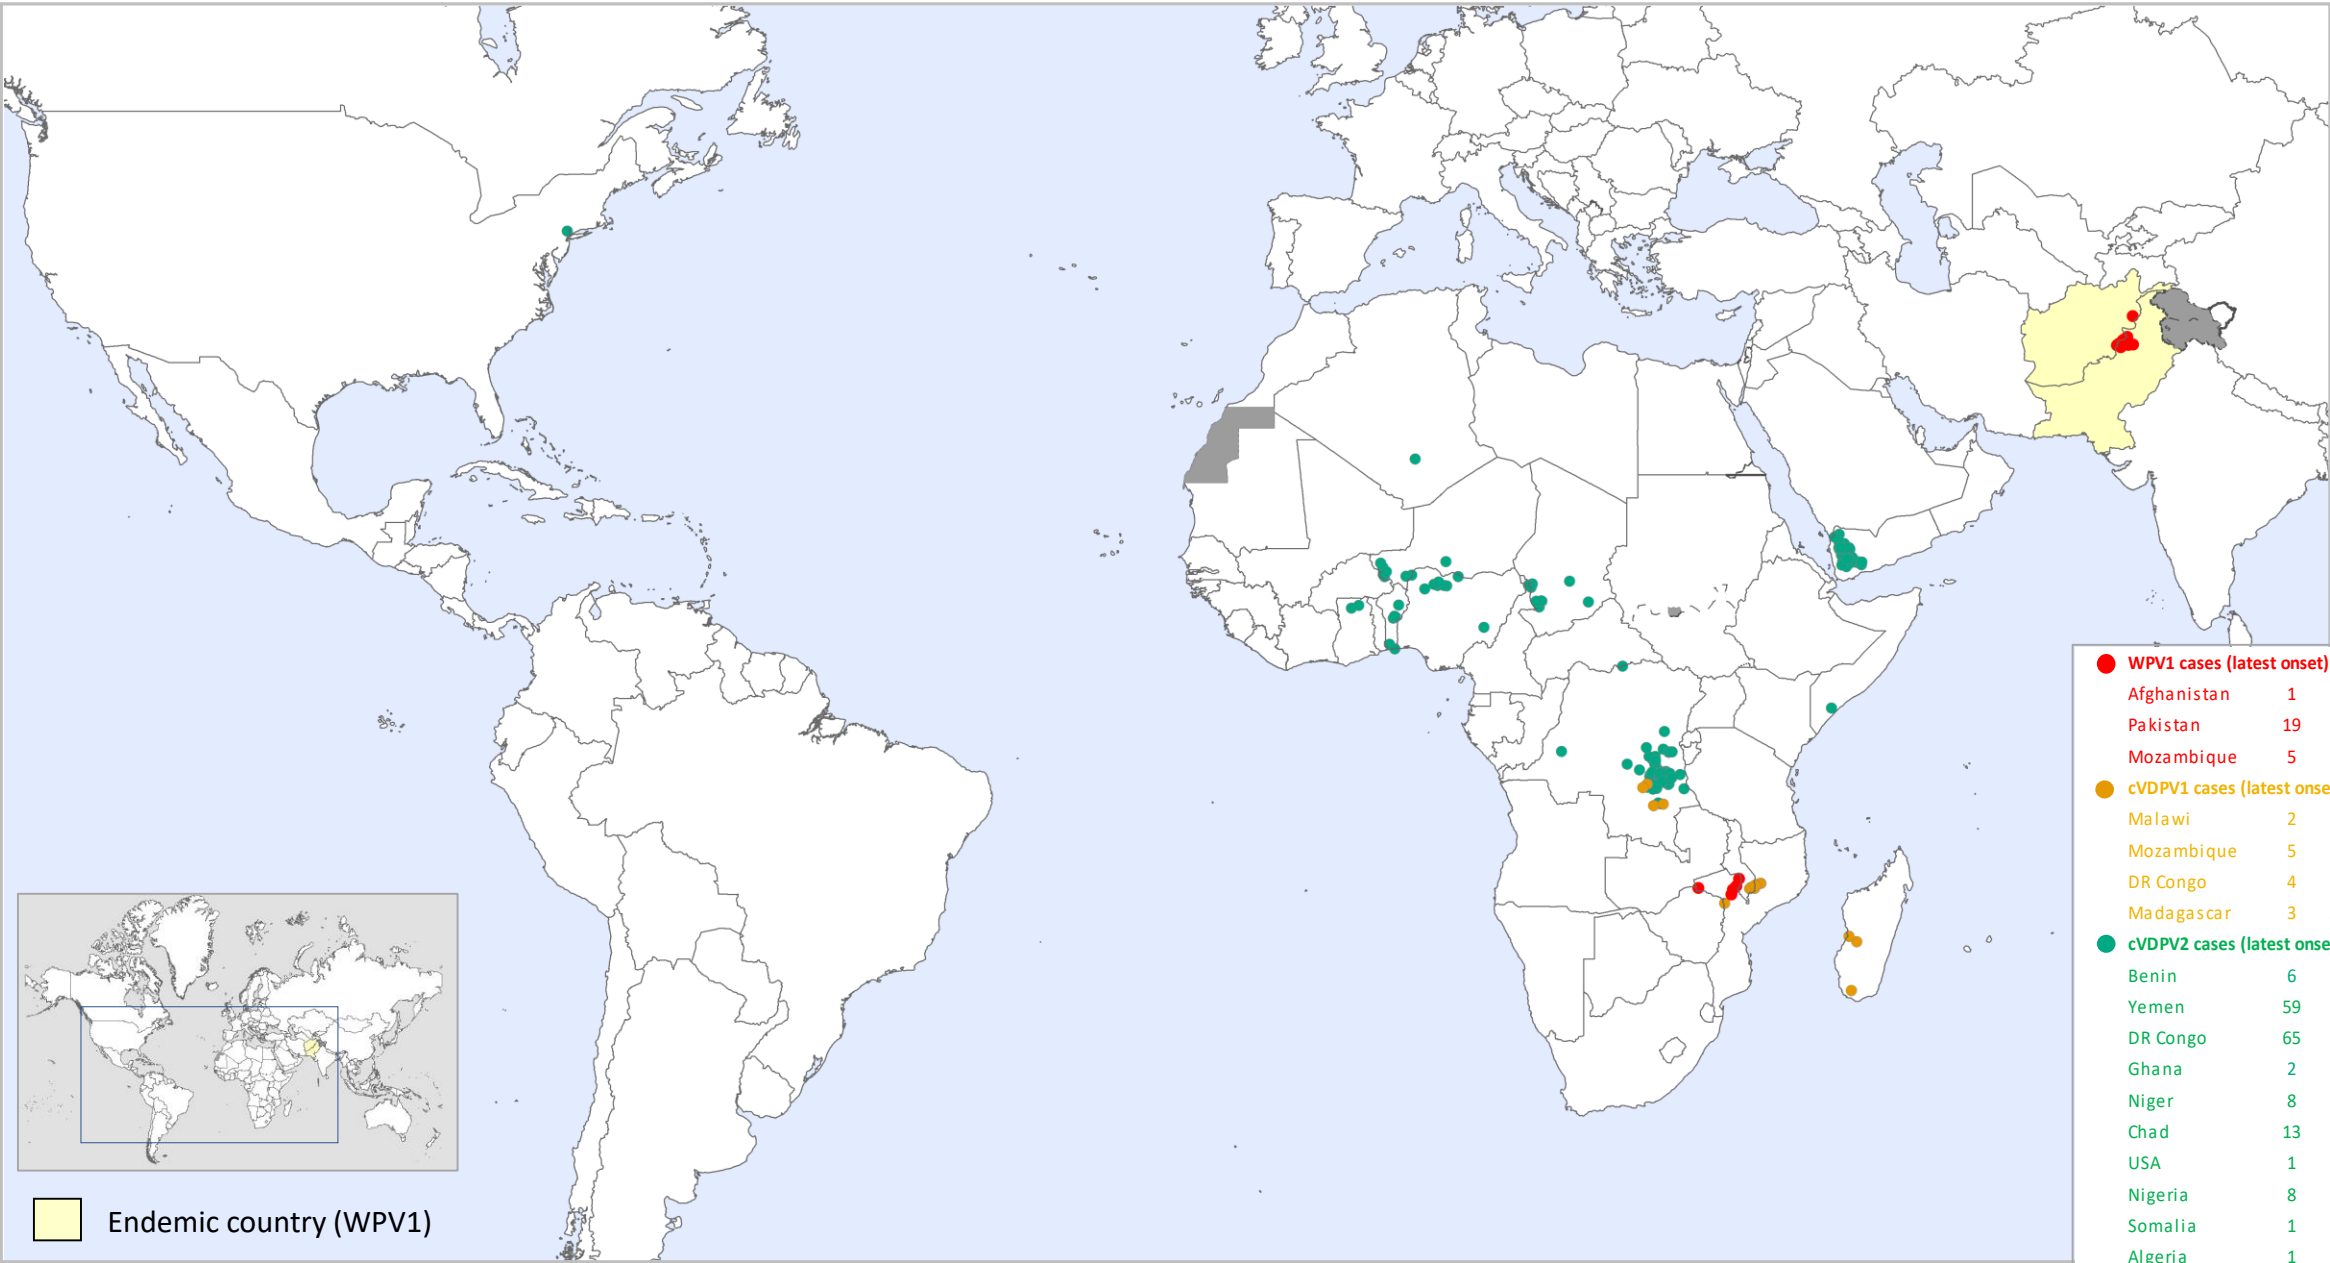 WPV1 cases (latest onset)
Afghanistan 1
Pakistan 19
Mozambique 5
cVDPV1 cases (latest onse
Malawi 2
Mozambique 5
DR Congo 4
Madagascar 3
cVDPV2 cases (latest onse
Benin 6
Yemen 59
DR Congo 65
Ghana 2
Niger 8
Chad 13
USA 1
Nigeria 8
Somalia 1
Algeria 1
Endemic country (WPV1)